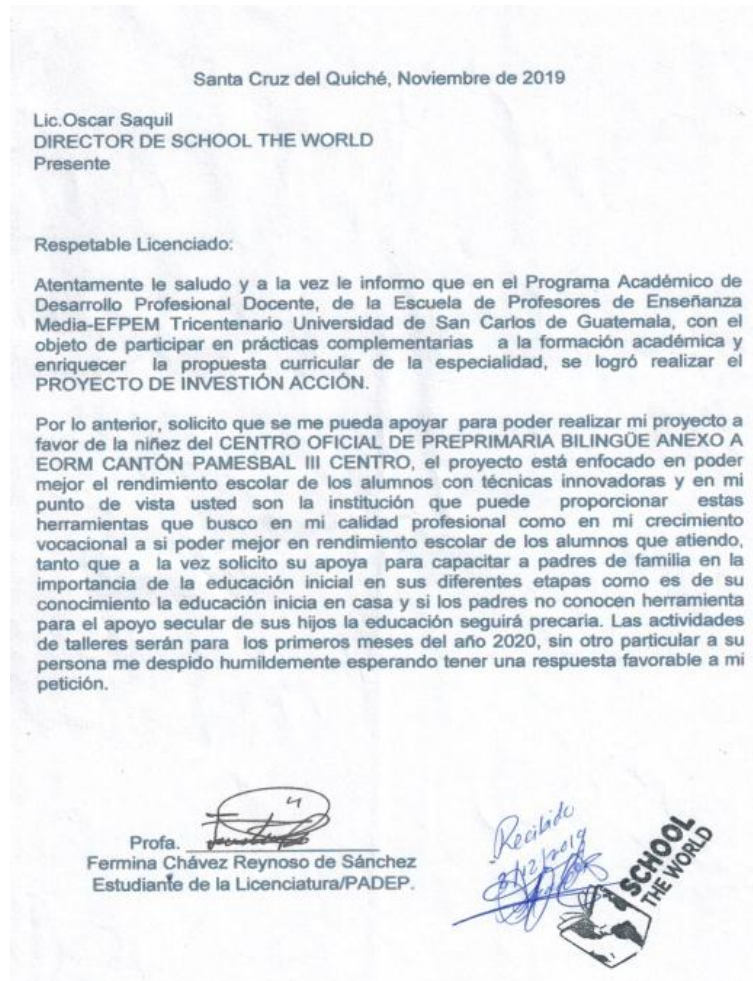 Santa Cruz del Quiché, Noviembre de 2019
Lic.Oscar Saquil
DIRECTOR DE SCHOOL THE WORLD
Presente
Respetable Licenciado:
Atentamente le saludo y a la vez le informo que en el Programa Académico de
Desarrollo Profesional Docente, de la Escuela de Profesores de Enseñanza
Media-EFPEM Tricentenario Universidad de San Carlos de Guatemala, con el
objeto de participar en prácticas complementarias a la formación académica y
enriquecer la propuesta curricular de la especialidad, se logró realizar el
PROYECTO DE INVESTIÓN ACCIÓN.
Por lo anterior, solicito que se me pueda apoyar para poder realizar mi proyecto a
favor de la niñez del CENTRO OFICIAL DE PREPRIMARIA BILINGÜE ANEXO A
EORM CANTÓN PAMESBAL III CENTRO, el proyecto está enfocado en poder
mejor el rendimiento escolar de los alumnos con técnicas innovadoras y en mi
punto de vista usted son la institución que puede proporcionar estas
herramientas que busco en mi calidad profesional como en mi crecimiento
vocacional a si poder mejor en rendimiento escolar de los alumnos que atiendo,
tanto que a la vez solicito su apoya para capacitar a padres de familia en la
importancia de la educación inicial en sus diferentes etapas como es de su
conocimiento la educación inicia en casa y si los padres no conocen herramienta
para el apoyo secular de sus hijos la educación seguirá precaria. Las actividades
de talleres serán para los primeros meses del año 2020, sin otro particular a su
persona me despido humildemente esperando tener una respuesta favorable a mi
petición.
Profa.
Fermina Chávez Reynoso de Sánchez
Estudiante de la Licenciatura/PADEP.
Recibido
3/12/2019
SCHOOL
THE WORLD